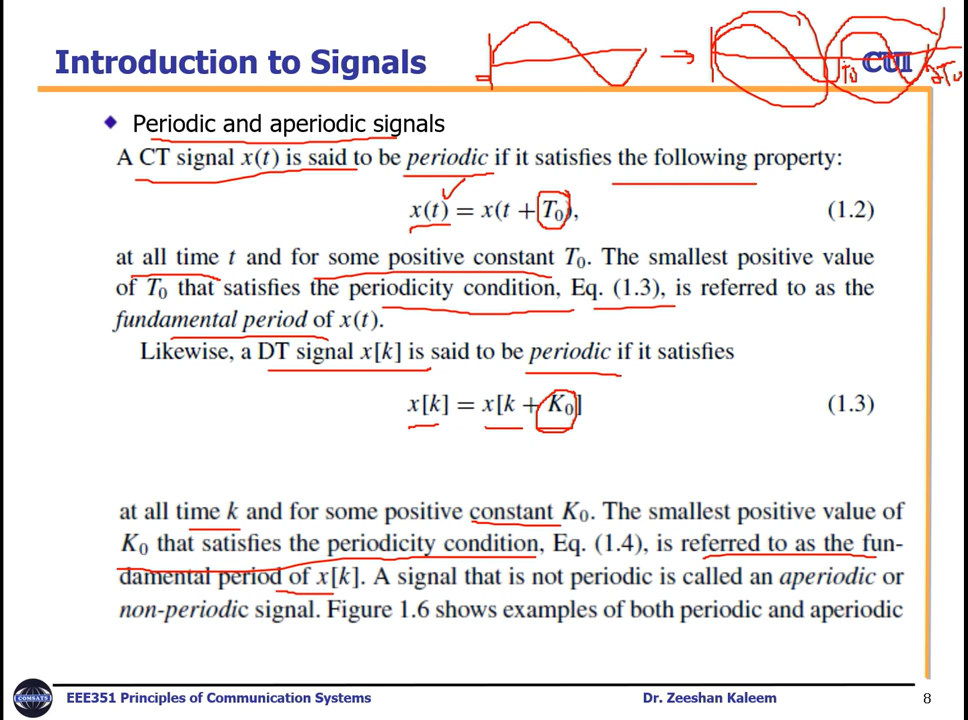 Introduction to Signals
CUI
T₀
2T₀
Periodic and aperiodic signals
A CT signal x(t) is said to be periodic if it satisfies the following property:
x(t) = x(t + T₀), (1.2)
at all time t and for some positive constant T₀. The smallest positive value
of T₀ that satisfies the periodicity condition, Eq. (1.3), is referred to as the
fundamental period of x(t).
Likewise, a DT signal x[k] is said to be periodic if it satisfies
x[k] = x[k + K₀] (1.3)
at all time k and for some positive constant K₀. The smallest positive value of
K₀ that satisfies the periodicity condition, Eq. (1.4), is referred to as the fun-
damental period of x[k]. A signal that is not periodic is called an aperiodic or
non-periodic signal. Figure 1.6 shows examples of both periodic and aperiodic
COMSATS
EEE351 Principles of Communication Systems Dr. Zeeshan Kaleem 8